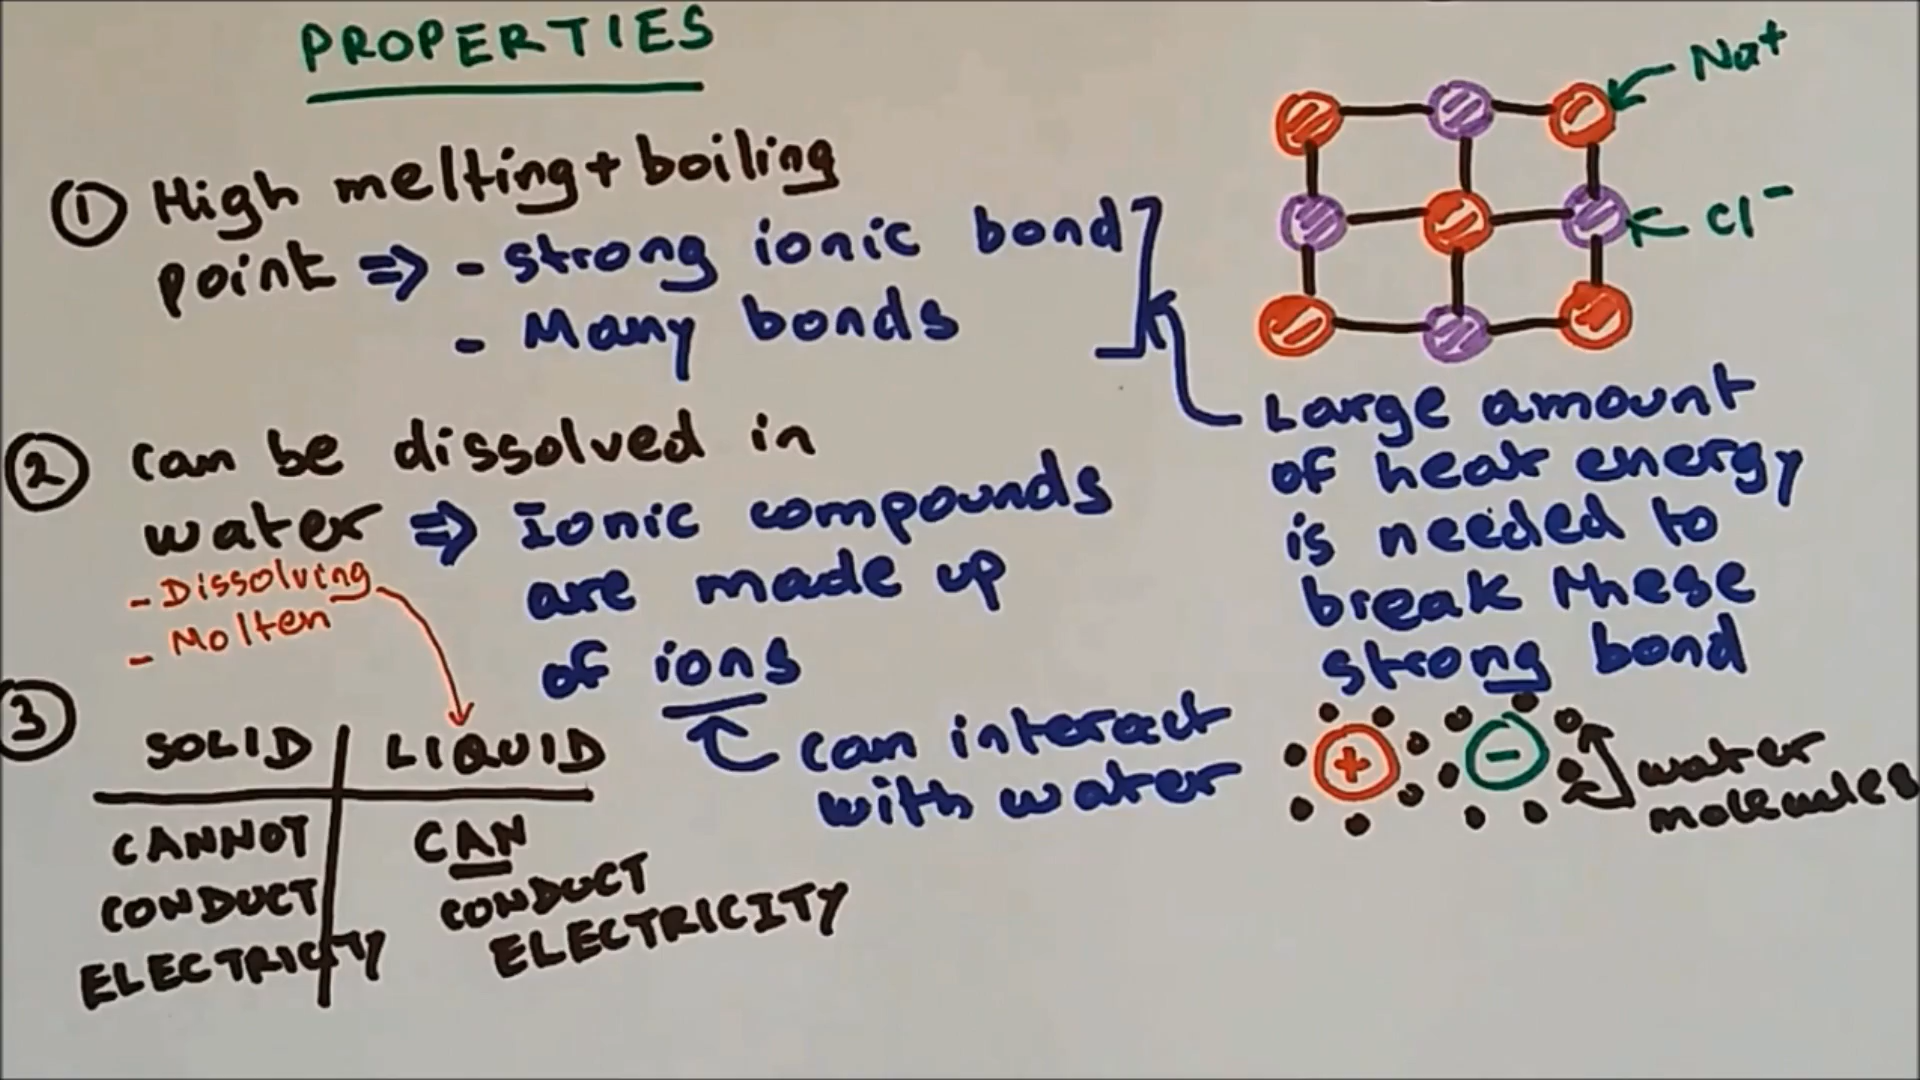 PROPERTIES
① High melting + boiling
point ⇒ - strong ionic bond
- Many bonds
Na+
Cl-
Large amount
of heat energy
is needed to
break these
strong bond
② can be dissolved in
water ⇒ Ionic compounds
are made up
of ions
can interact
with water
- Dissolving
- Molten
water
molecules
+
-
③
SOLID LIQUID
CANNOT CAN
CONDUCT CONDUCT
ELECTRICITY ELECTRICITY